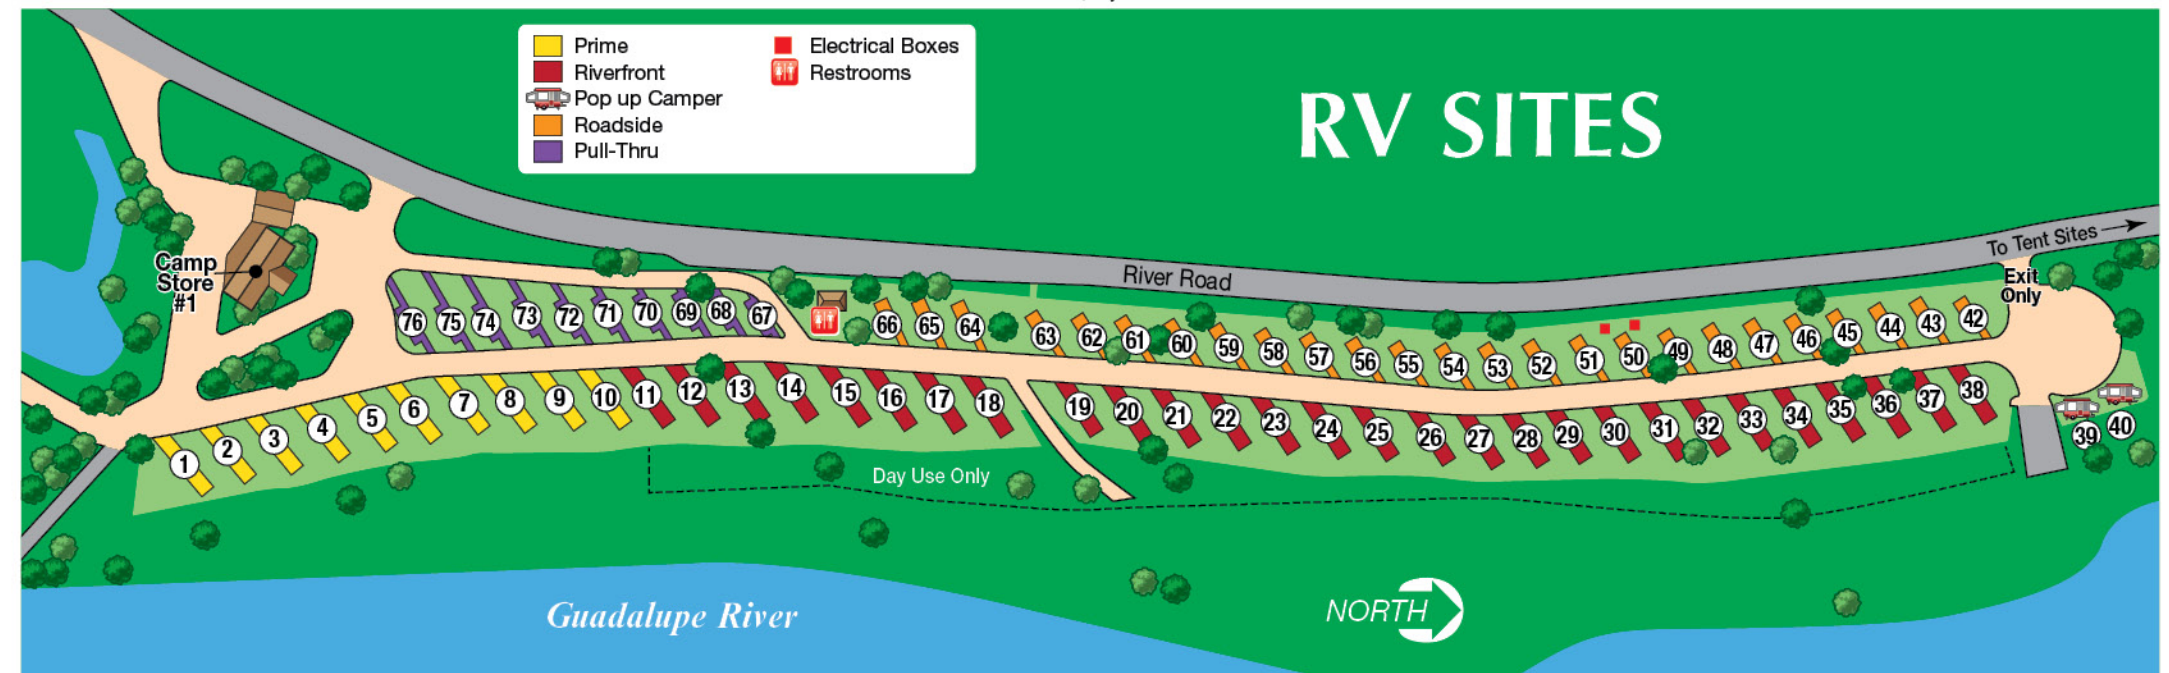 Prime
Riverfront
Pop up Camper
Roadside
Pull-Thru
Electrical Boxes
Restrooms
RV SITES
To Tent Sites
River Road
Exit
Only
Camp
Store
#1
76 75 74 73 72 71 70 69 68 67
66 65 64 63 62 61 60 59 58 57 56 55 54 53 52 51 50 49 48 47 46 45 44 43 42
1 2 3 4 5 6 7 8 9 10 11 12 13 14 15 16 17 18
19 20 21 22 23 24 25 26 27 28 29 30 31 32 33 34 35 36 37 38
39 40
Day Use Only
Guadalupe River
NORTH